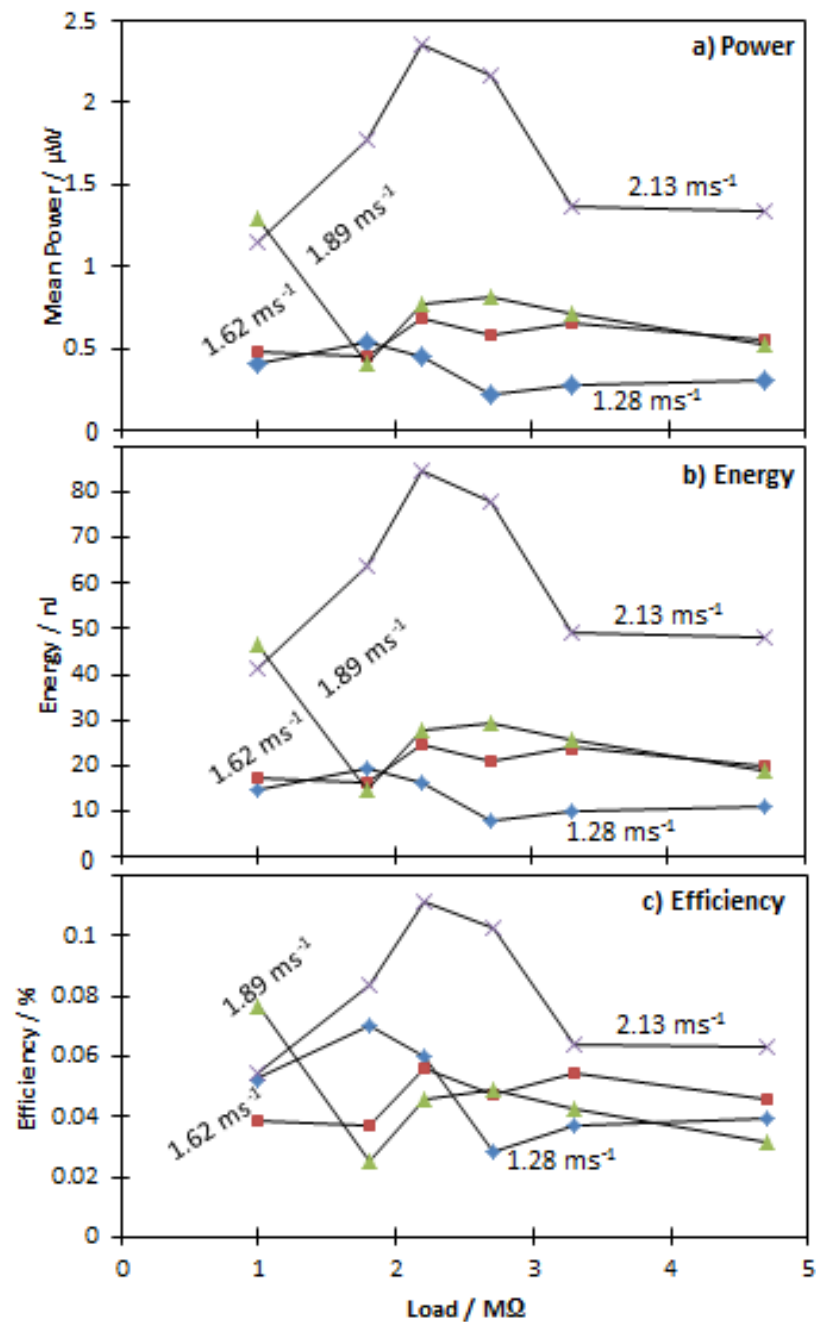 a) Power
Mean Power / µW
2.5
2
1.5
1
0.5
0
2.13 ms⁻¹
1.89 ms⁻¹
1.62 ms⁻¹
1.28 ms⁻¹
b) Energy
Energy / nJ
80
70
60
50
40
30
20
10
0
2.13 ms⁻¹
1.89 ms⁻¹
1.62 ms⁻¹
1.28 ms⁻¹
c) Efficiency
Efficiency / %
0.1
0.08
0.06
0.04
0.02
0
1.89 ms⁻¹
2.13 ms⁻¹
1.62 ms⁻¹
1.28 ms⁻¹
0 1 2 3 4 5
Load / MΩ